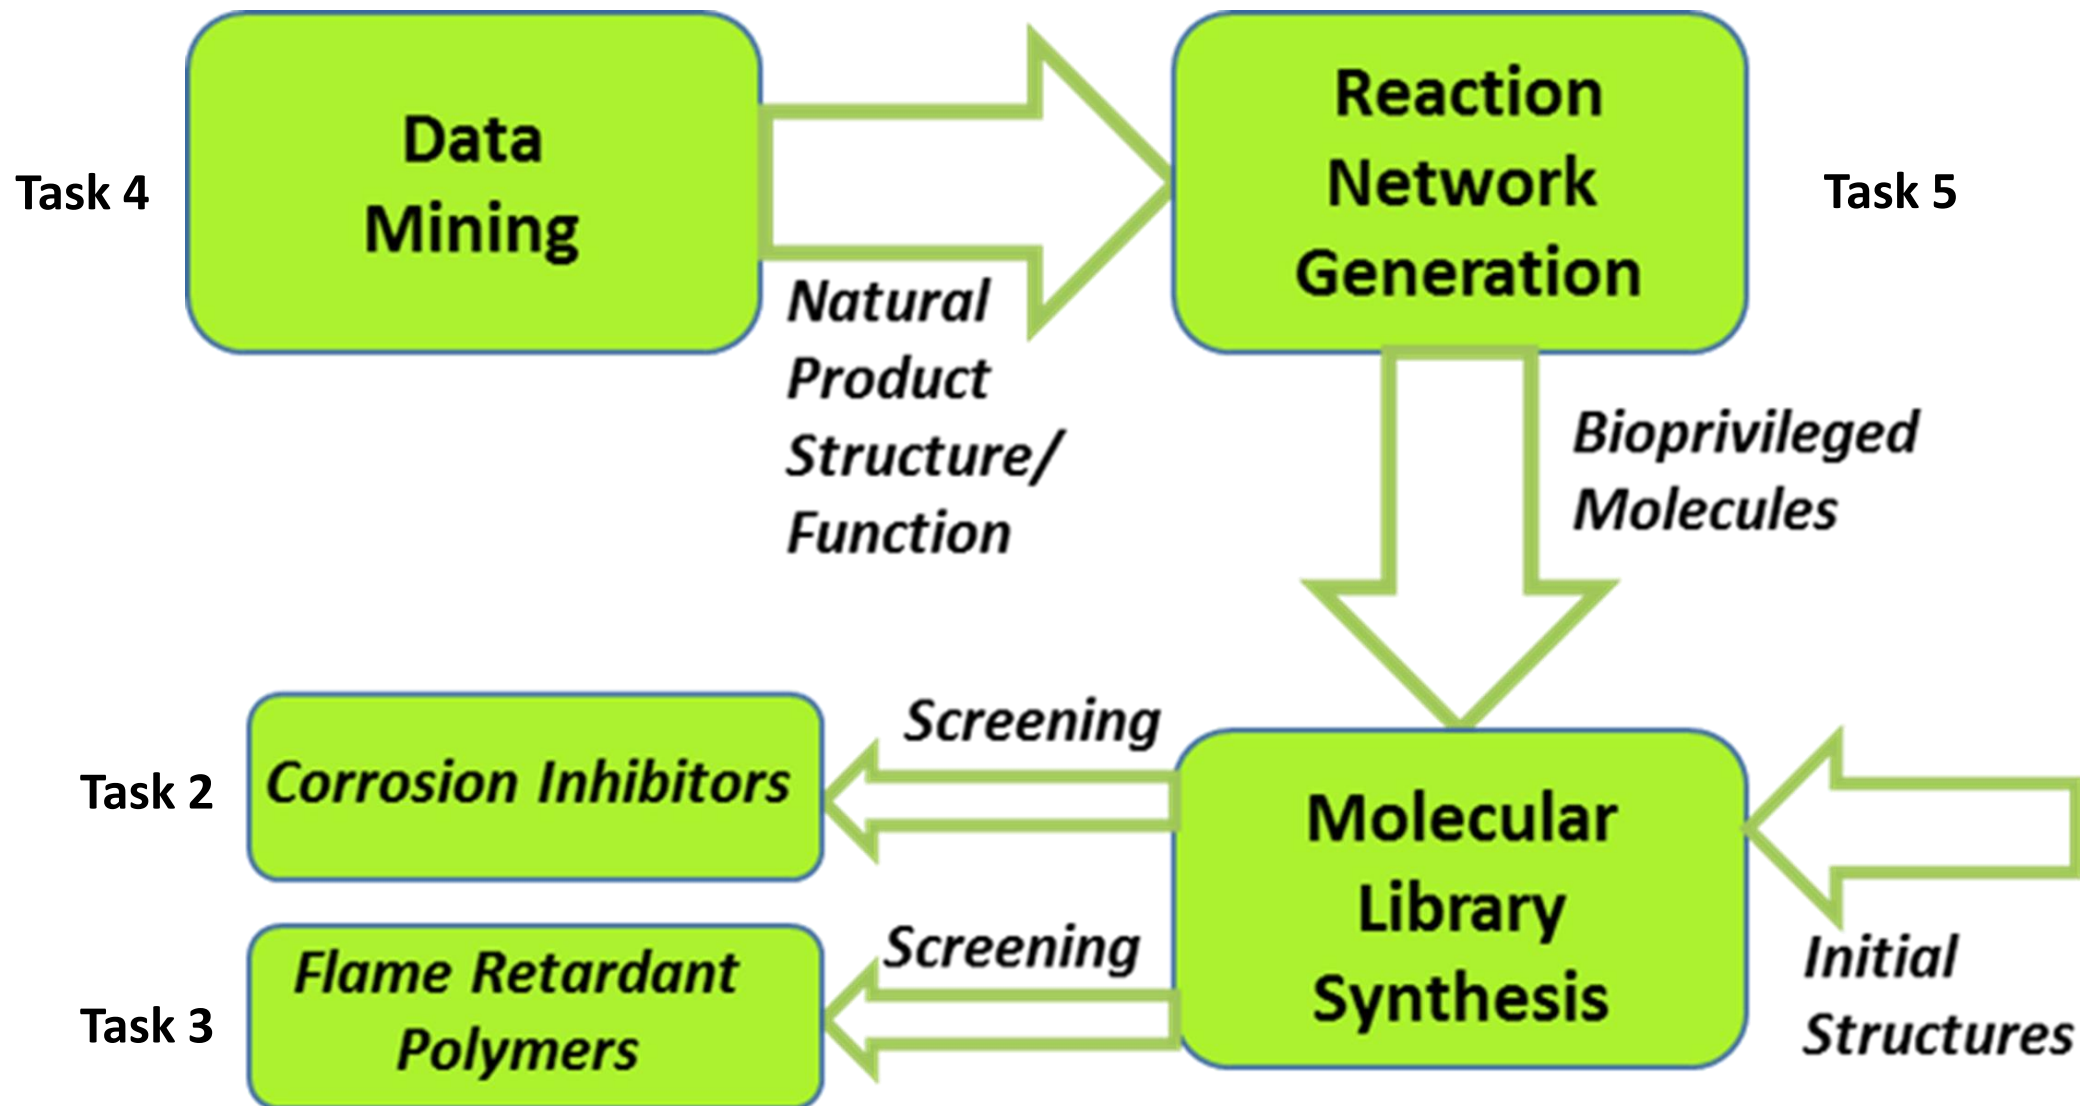 Task 4
Data
Mining
Natural
Product
Structure/
Function
Reaction
Network
Generation
Task 5
Bioprivileged
Molecules
Task 2
Corrosion Inhibitors
Screening
Task 3
Flame Retardant
Polymers
Screening
Molecular
Library
Synthesis
Initial
Structures